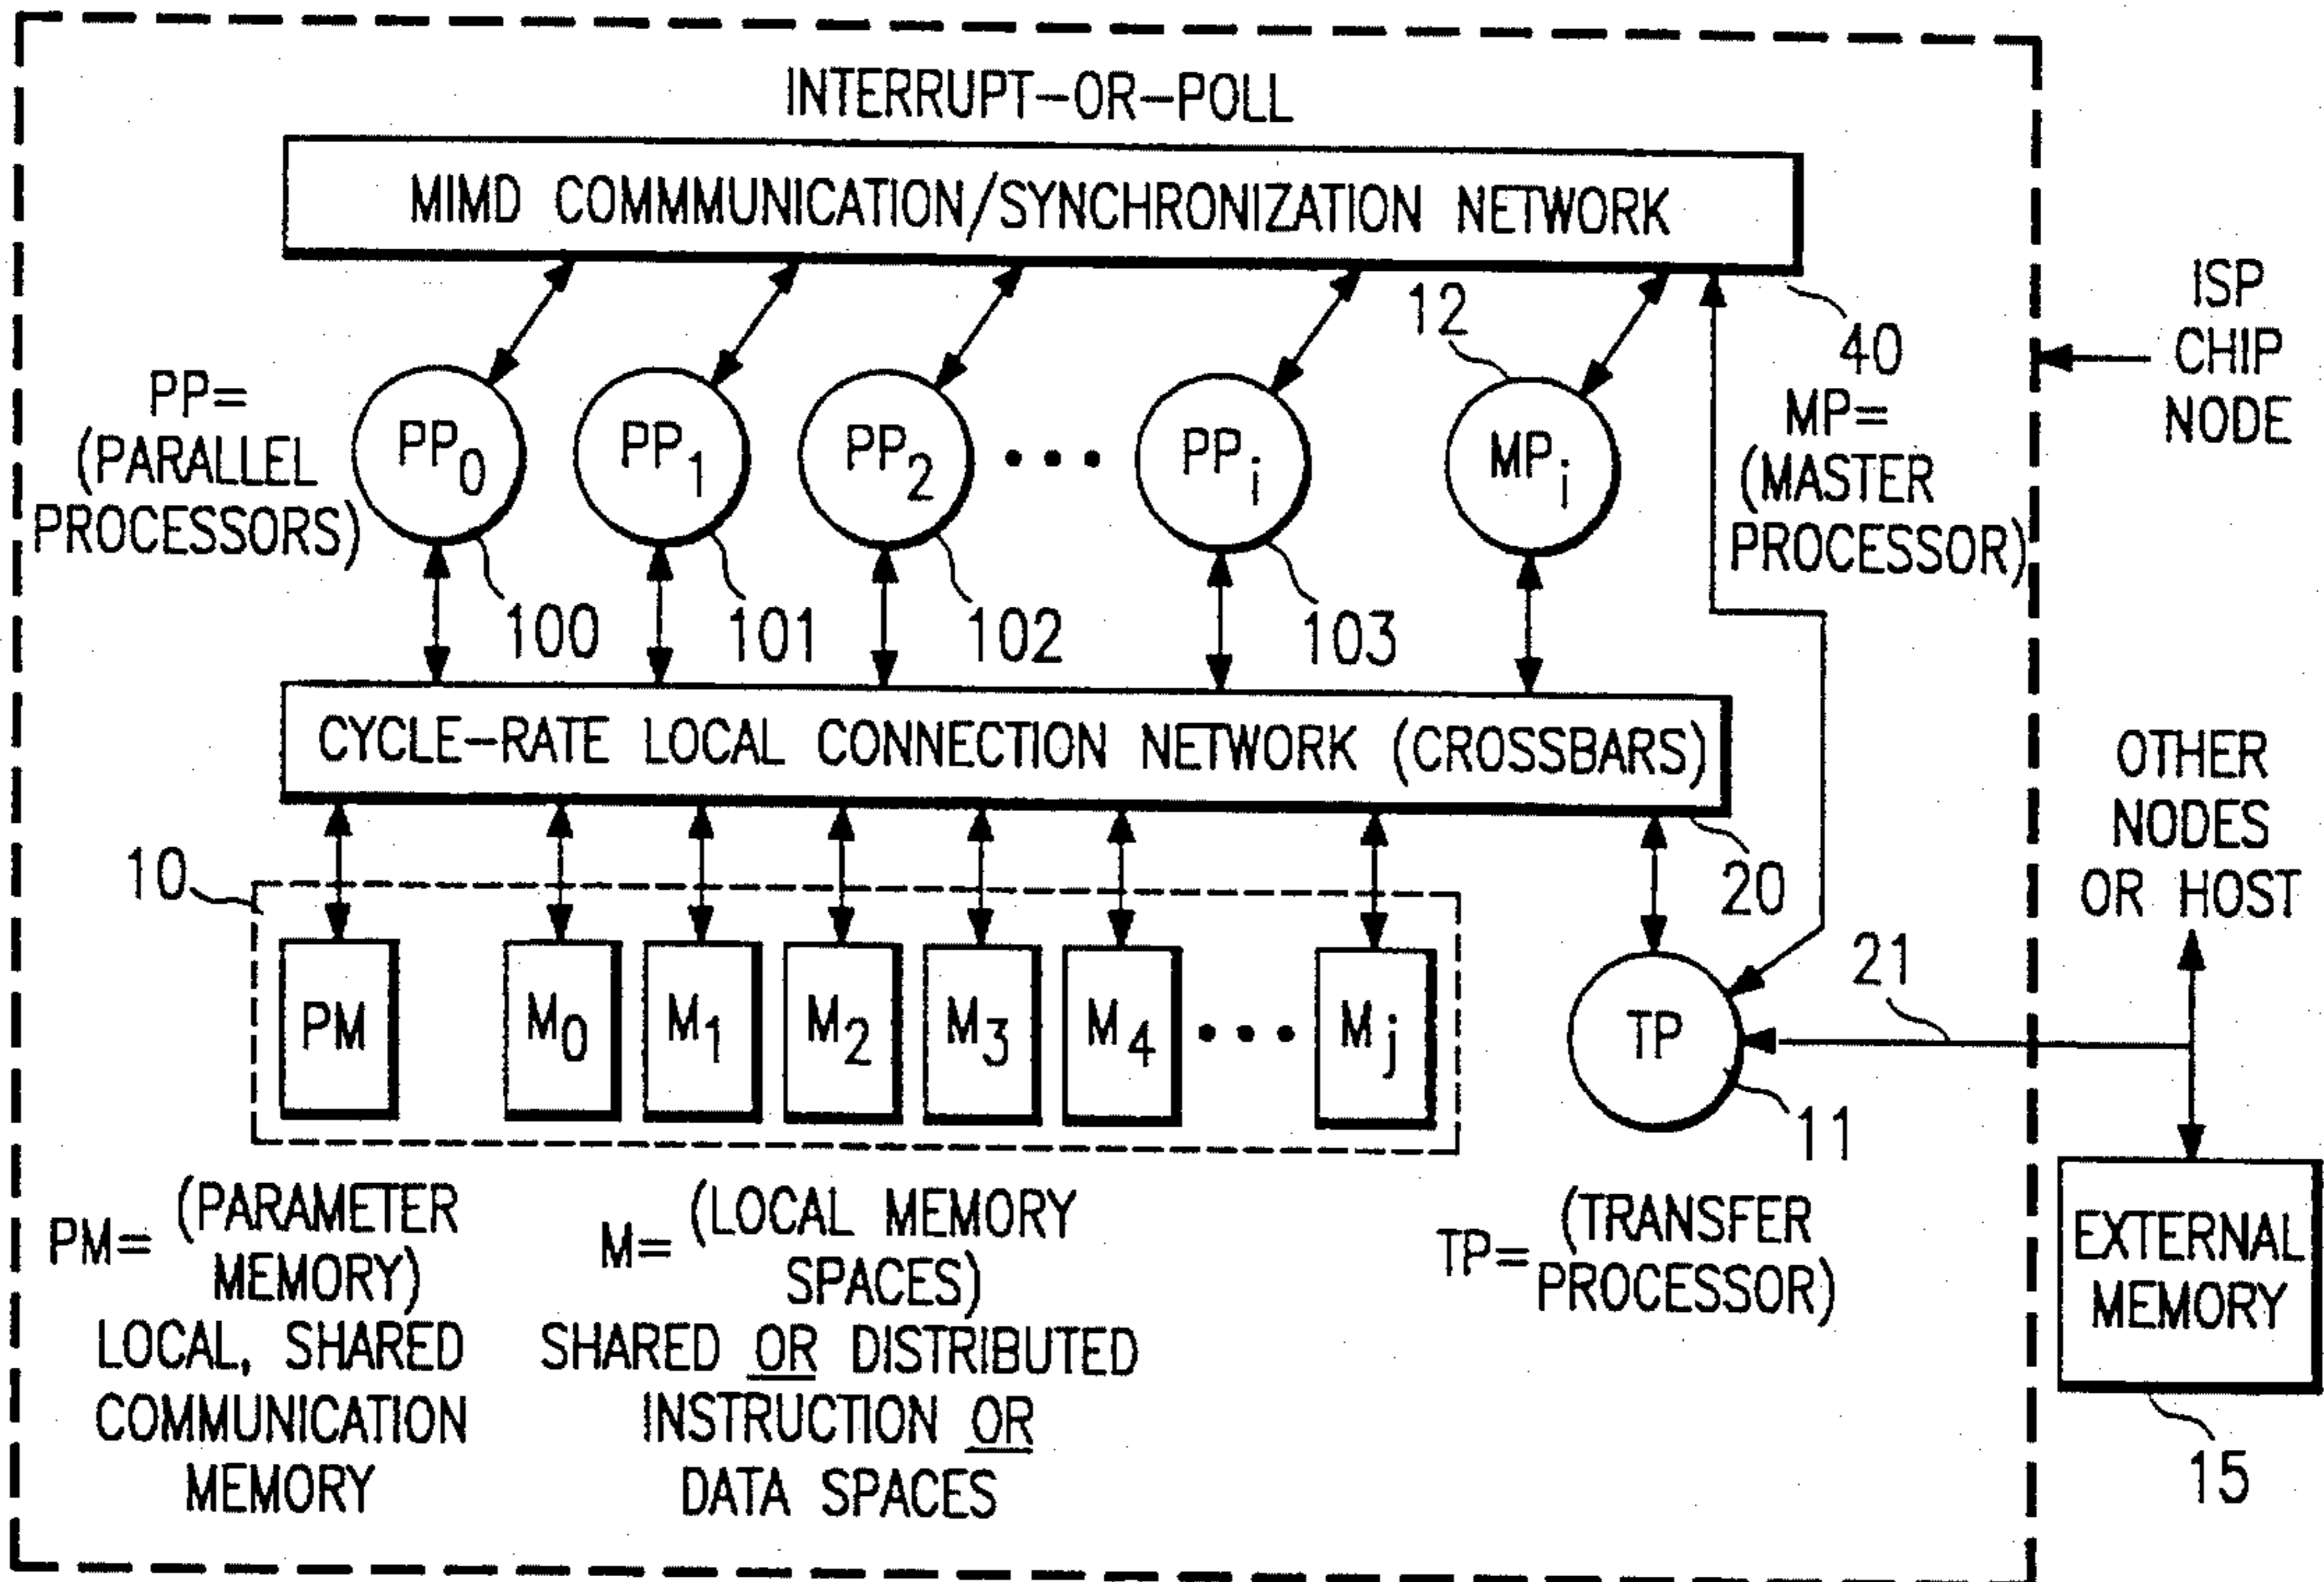 INTERRUPT-OR-POLL
MIMD COMMMUNICATION/SYNCHRONIZATION NETWORK
40
12
PP=
(PARALLEL
PROCESSORS)
PP0
PP1
PP2
•••
PPi
MPi
MP=
(MASTER
PROCESSOR)
ISP
CHIP
NODE
100
101
102
103
CYCLE-RATE LOCAL CONNECTION NETWORK (CROSSBARS)
20
10
PM
M0
M1
M2
M3
M4
•••
Mj
TP
11
21
OTHER
NODES
OR HOST
PM= (PARAMETER
MEMORY)
LOCAL, SHARED
COMMUNICATION
MEMORY
M= (LOCAL MEMORY
SPACES)
SHARED OR DISTRIBUTED
INSTRUCTION OR
DATA SPACES
TP= (TRANSFER
PROCESSOR)
EXTERNAL
MEMORY
15